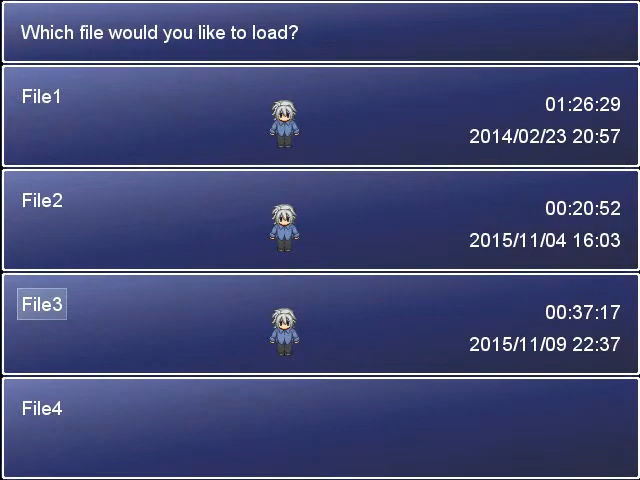 Which file would you like to load?
File1
01:26:29
2014/02/23 20:57
File2
00:20:52
2015/11/04 16:03
File3
00:37:17
2015/11/09 22:37
File4